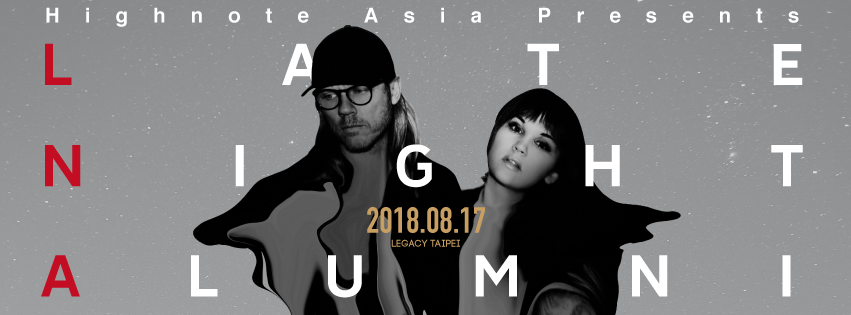 Highnote Asia Presents
LATE
NIGHT
2018.08.17
LEGACY TAIPEI
ALUMNI